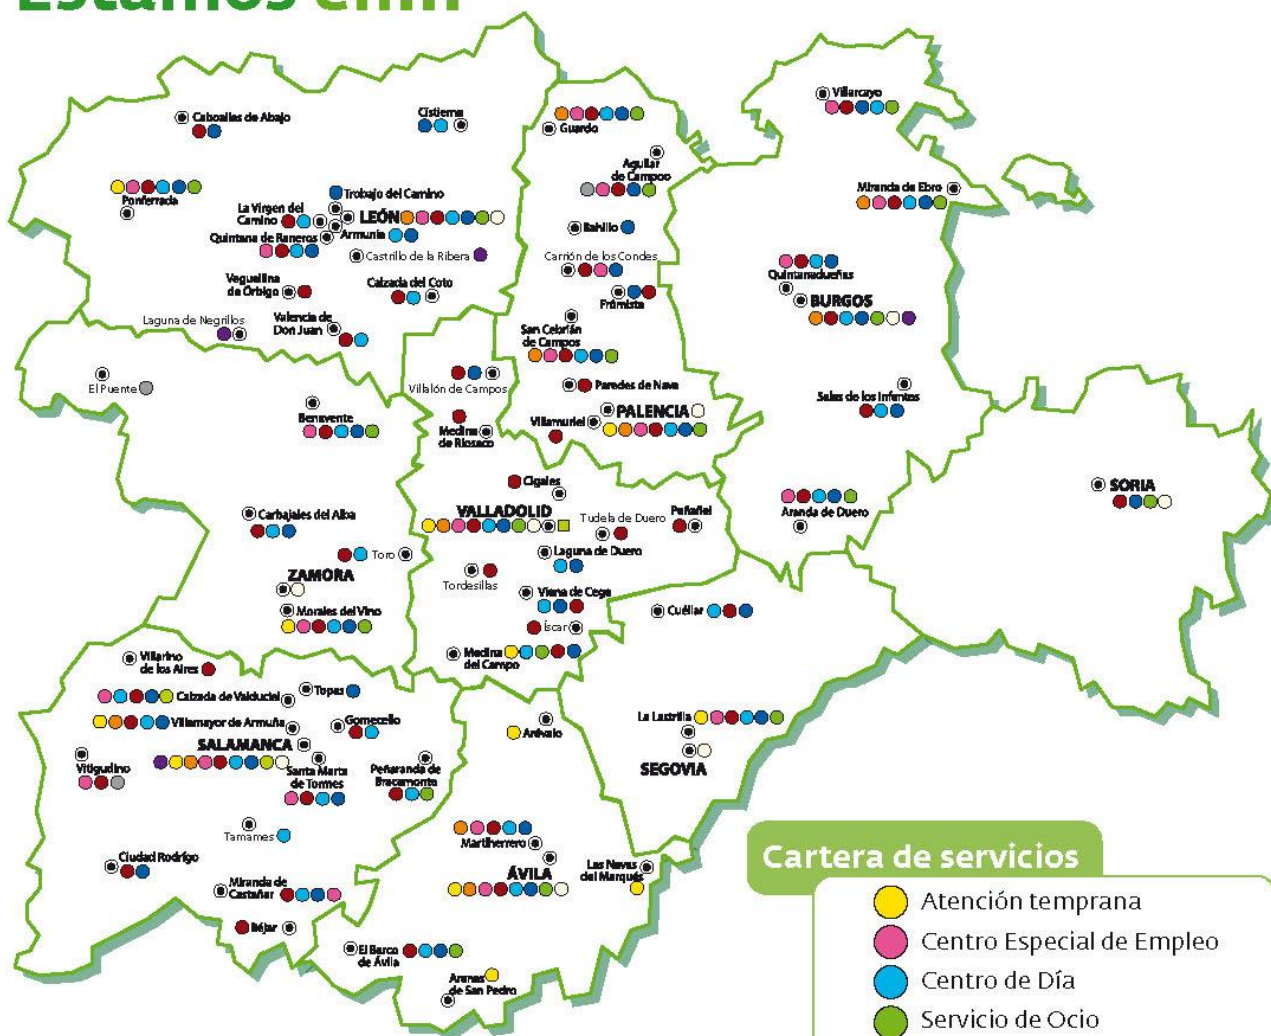 Estamos en...
Villarcayo
Caboalles de Abajo
Cistierna
Guardo
Aguilar
de Campoo
Miranda de Ebro
Ponferrada
Trobajo del Camino
La Virgen del
Camino
LEÓN
Bahillo
Quintana de Raneros
Armunia
Castrillo de la Ribera
Carrión de los Condes
Quintanadueñas
Veguellina
de Órbigo
Calzada del Coto
Frómista
BURGOS
Laguna de Negrillos
Valencia de
Don Juan
San Cebrián
de Campos
El Puente
Villalón de Campos
Paredes de Nava
Salas de los Infantes
Benavente
Medina
de Rioseco
Villamuriel
PALENCIA
Cigales
SORIA
Carbajales del Alba
VALLADOLID
Tudela de Duero
Peñafiel
Aranda de Duero
Toro
Laguna de Duero
ZAMORA
Tordesillas
Viana de Cega
Morales del Vino
Íscar
Cuéllar
Medina
del Campo
Villarino
de los Aires
Calzada de Valduciel
Topas
Villamayor de Armuña
Gomecello
Arévalo
La Lastrilla
SALAMANCA
Vitigudino
Santa Marta
de Tormes
Peñaranda de
Bracamonte
SEGOVIA
Tamames
Martiherrero
Ciudad Rodrigo
ÁVILA
Las Navas
del Marqués
Cartera de servicios
Miranda de
Castañar
Atención temprana
Béjar
El Barco
de Ávila
Centro Especial de Empleo
Arenas
de San Pedro
Centro de Día
Servicio de Ocio